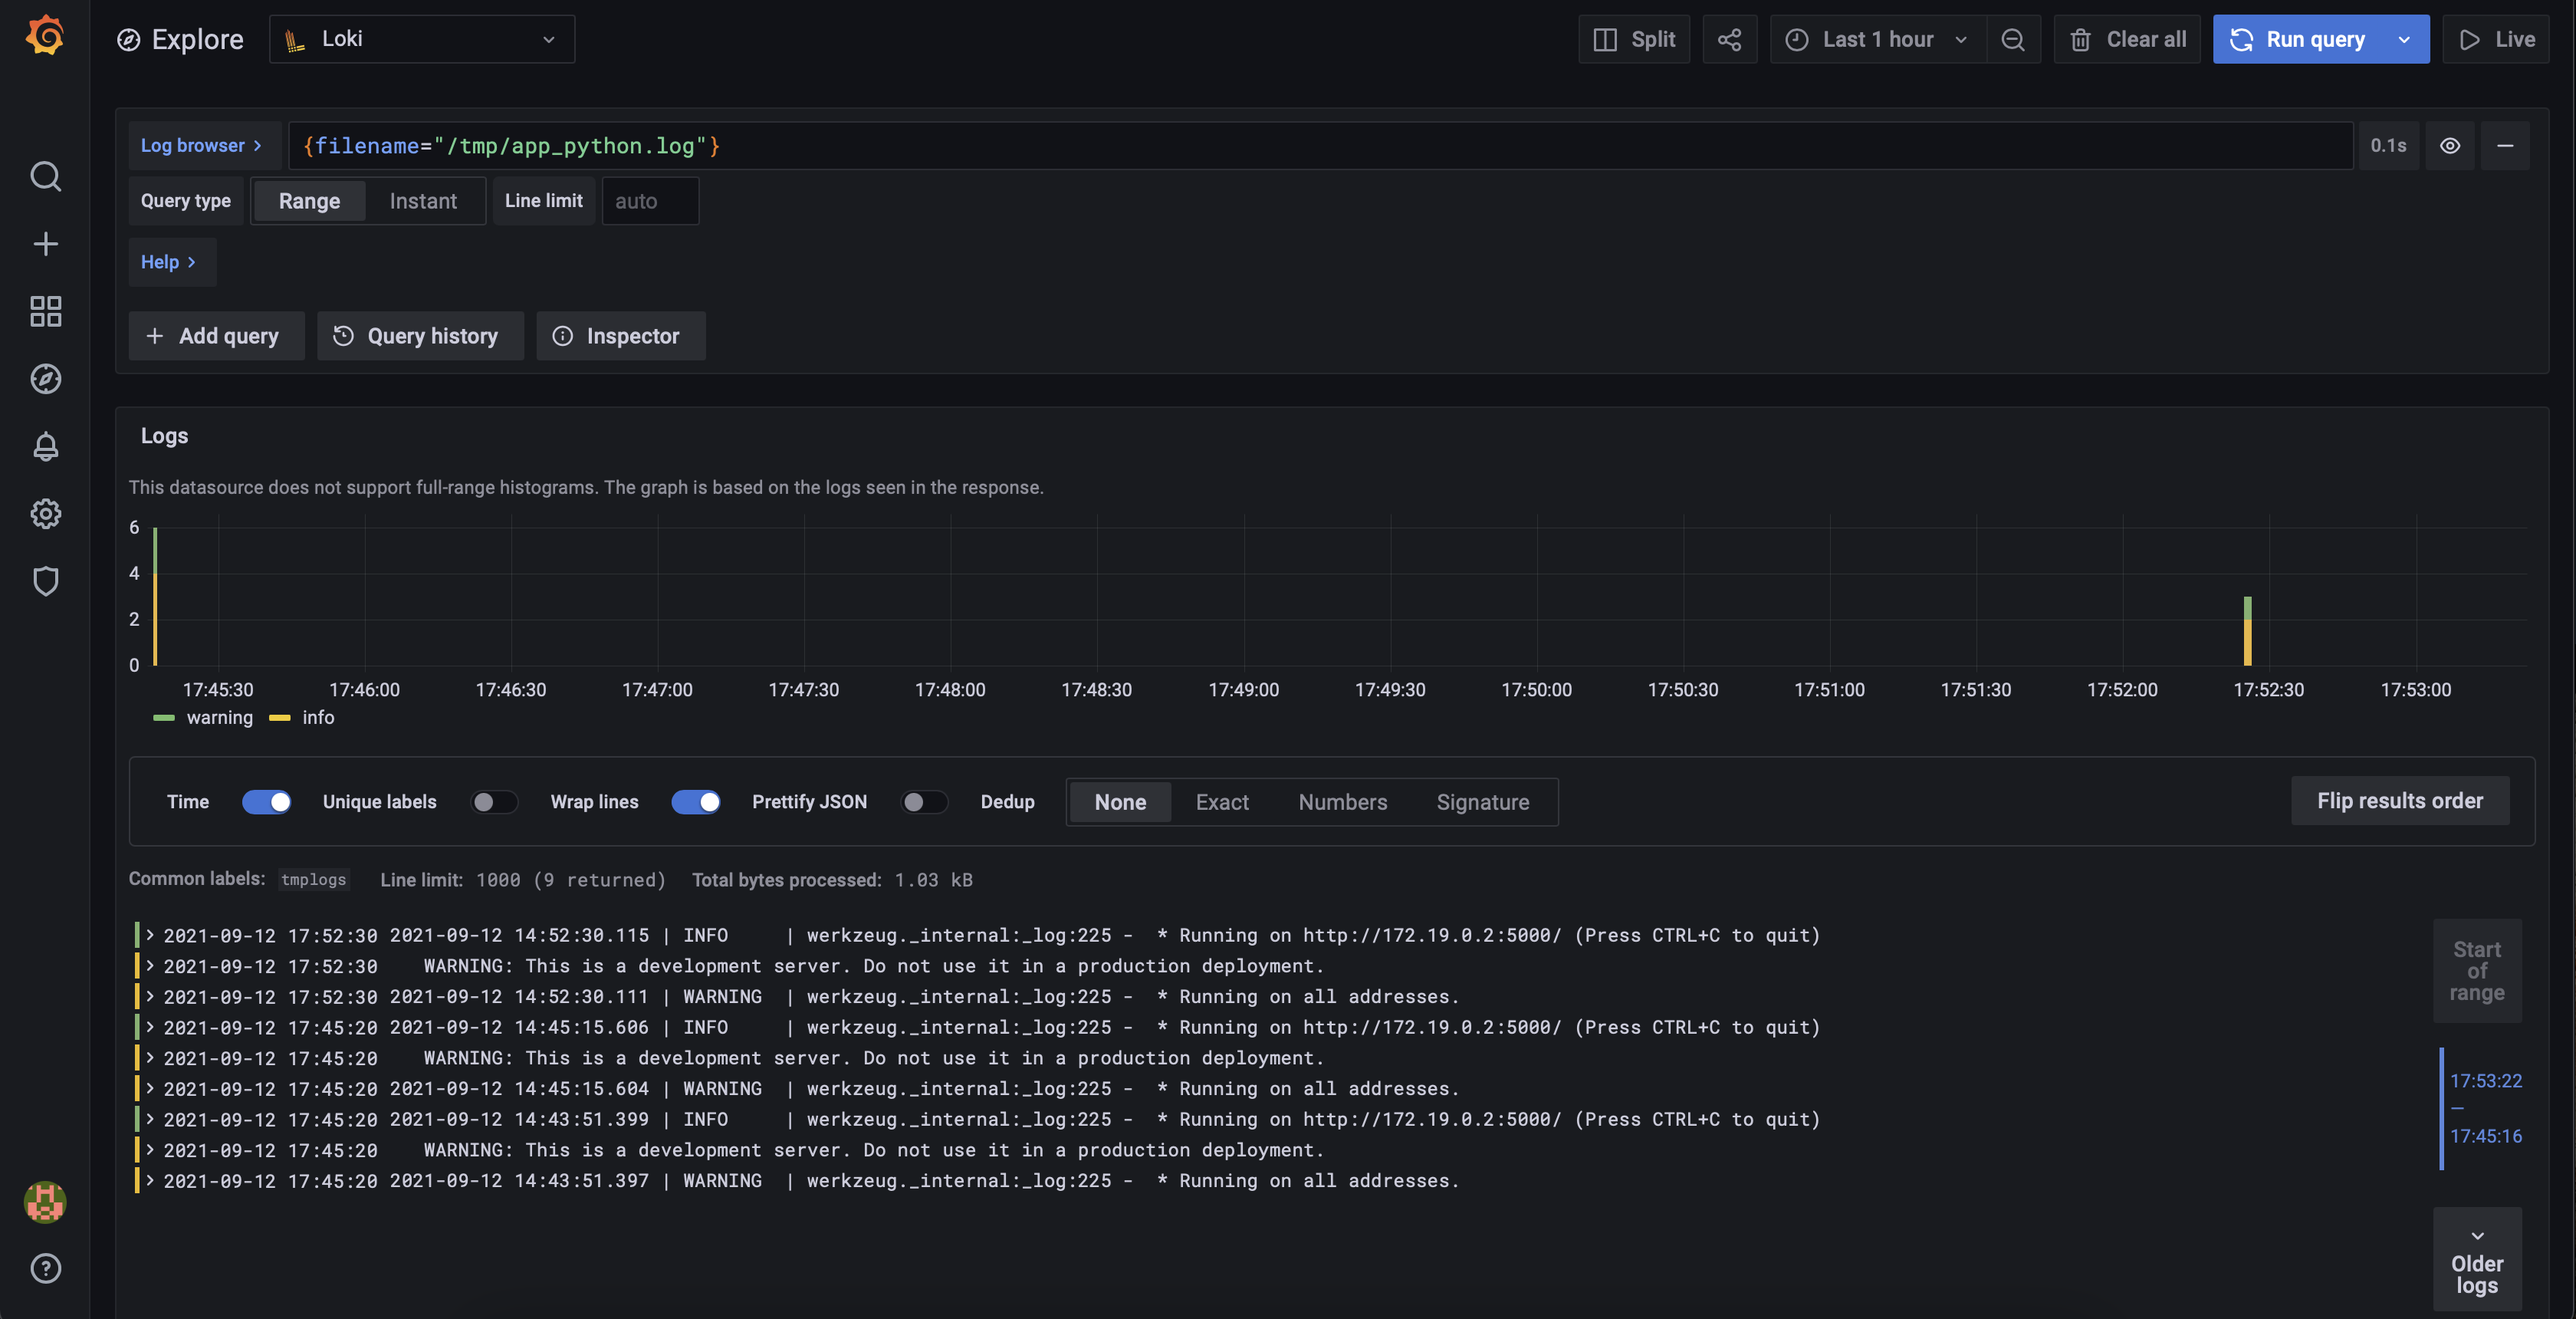 Explore Loki Split Last 1 hour Clear all Run query Live
Log browser > {filename="/tmp/app_python.log"} 0.1s
Query type Range Instant Line limit auto
Help >
+ Add query Query history Inspector
Logs
This datasource does not support full-range histograms. The graph is based on the logs seen in the response.
6
4
2
0
17:45:30 17:46:00 17:46:30 17:47:00 17:47:30 17:48:00 17:48:30 17:49:00 17:49:30 17:50:00 17:50:30 17:51:00 17:51:30 17:52:00 17:52:30 17:53:00
warning info
Time Unique labels Wrap lines Prettify JSON Dedup None Exact Numbers Signature Flip results order
Common labels: tmplogs Line limit: 1000 (9 returned) Total bytes processed: 1.03 kB
> 2021-09-12 17:52:30 2021-09-12 14:52:30.115 | INFO | werkzeug._internal:_log:225 - * Running on http://172.19.0.2:5000/ (Press CTRL+C to quit)
> 2021-09-12 17:52:30 WARNING: This is a development server. Do not use it in a production deployment.
> 2021-09-12 17:52:30 2021-09-12 14:52:30.111 | WARNING | werkzeug._internal:_log:225 - * Running on all addresses.
> 2021-09-12 17:45:20 2021-09-12 14:45:15.606 | INFO | werkzeug._internal:_log:225 - * Running on http://172.19.0.2:5000/ (Press CTRL+C to quit)
> 2021-09-12 17:45:20 WARNING: This is a development server. Do not use it in a production deployment.
> 2021-09-12 17:45:20 2021-09-12 14:45:15.604 | WARNING | werkzeug._internal:_log:225 - * Running on all addresses.
> 2021-09-12 17:45:20 2021-09-12 14:43:51.399 | INFO | werkzeug._internal:_log:225 - * Running on http://172.19.0.2:5000/ (Press CTRL+C to quit)
> 2021-09-12 17:45:20 WARNING: This is a development server. Do not use it in a production deployment.
> 2021-09-12 17:45:20 2021-09-12 14:43:51.397 | WARNING | werkzeug._internal:_log:225 - * Running on all addresses.
Start
of
range
17:53:22
—
17:45:16
Older
logs